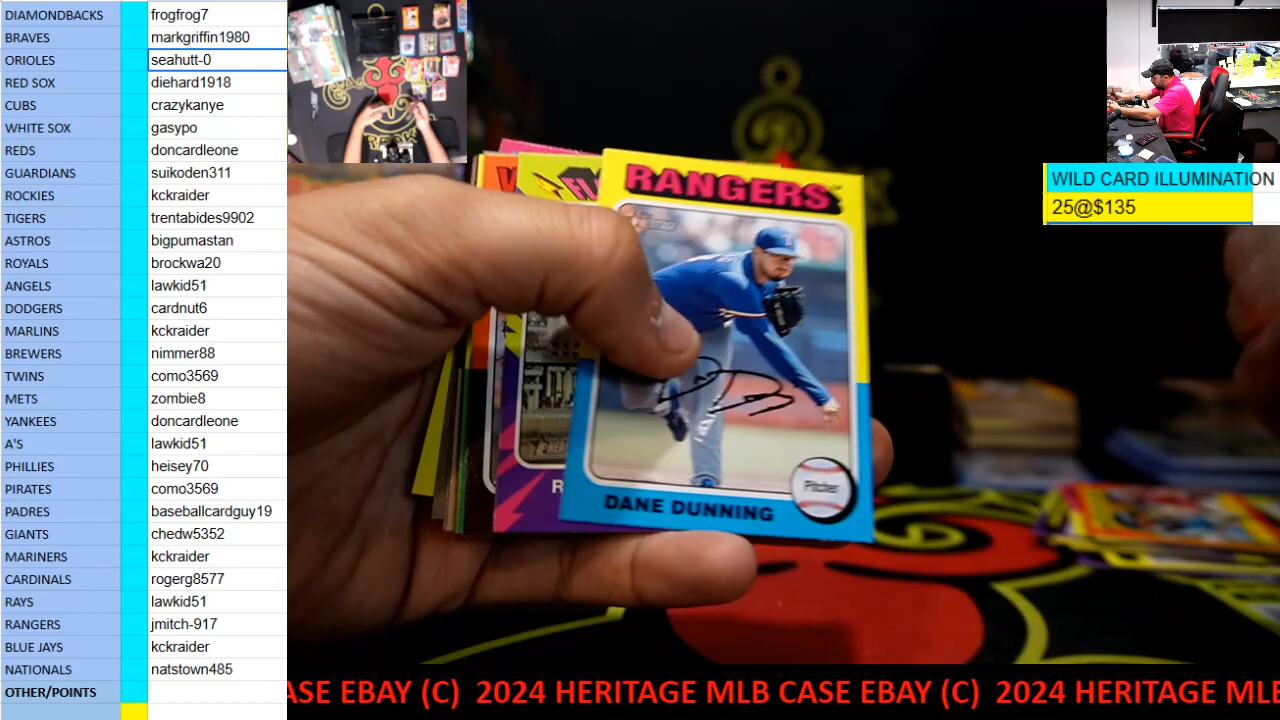 DIAMONDBACKS frogfrog7
BRAVES markgriffin1980
ORIOLES seahutt-0
RED SOX diehard1918
CUBS crazykanye
WHITE SOX gasypo
REDS doncardleone
GUARDIANS suikoden311
ROCKIES kckraider
TIGERS trentabides9902
ASTROS bigpumastan
ROYALS brockwa20
ANGELS lawkid51
DODGERS cardnut6
MARLINS kckraider
BREWERS nimmer88
TWINS como3569
METS zombie8
YANKEES doncardleone
A'S lawkid51
PHILLIES heisey70
PIRATES como3569
PADRES baseballcardguy19
GIANTS chedw5352
MARINERS kckraider
CARDINALS rogerg8577
RAYS lawkid51
RANGERS jmitch-917
BLUE JAYS kckraider
NATIONALS natstown485
OTHER/POINTS
WILD CARD ILLUMINATION
25@$135
RANGERS
Pitcher
DANE DUNNING
ASE EBAY (C) 2024 HERITAGE MLB CASE EBAY (C) 2024 HERITAGE MLB